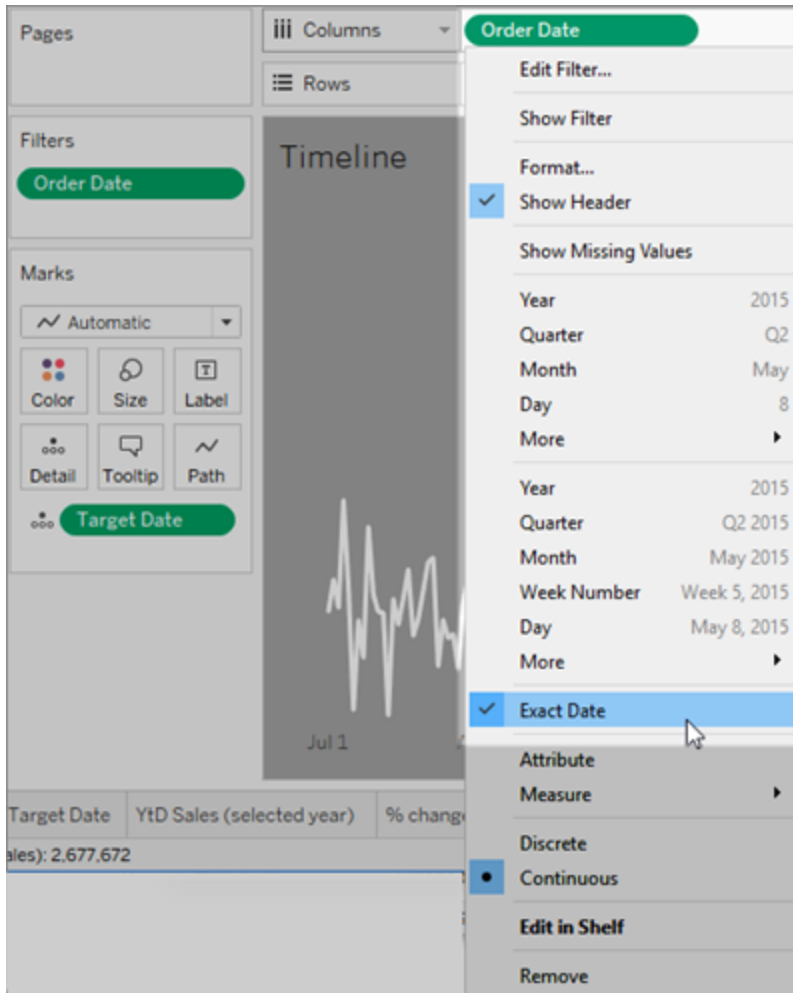 Pages
Columns
Order Date
Rows
Filters
Order Date
Timeline
Marks
Automatic
Color Size Label
Detail Tooltip Path
Target Date
Jul 1
Target Date YtD Sales (selected year) % chang
ales): 2,677,672
Edit Filter...
Show Filter
Format...
Show Header
Show Missing Values
Year 2015
Quarter Q2
Month May
Day 8
More
Year 2015
Quarter Q2 2015
Month May 2015
Week Number Week 5, 2015
Day May 8, 2015
More
Exact Date
Attribute
Measure
Discrete
Continuous
Edit in Shelf
Remove